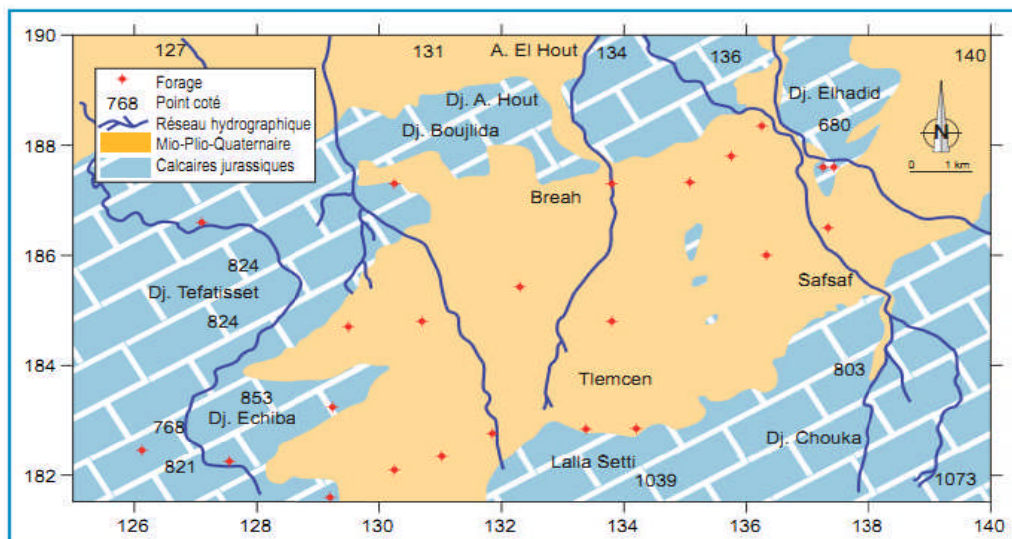 190
127
131
A. El Hout
134
136
140
Forage
768 Point coté
Réseau hydrographique
Mio-Plio-Quaternaire
Calcaires jurassiques
Dj. A. Hout
Dj. Boujlida
Dj. Elhadid
680
N
0 1 km
188
Breah
186
824
Dj. Tefatisset
824
Safsaf
184
Tlemcen
803
853
Dj. Echiba
768
821
Dj. Chouka
Lalla Setti
1039
1073
182
126 128 130 132 134 136 138 140